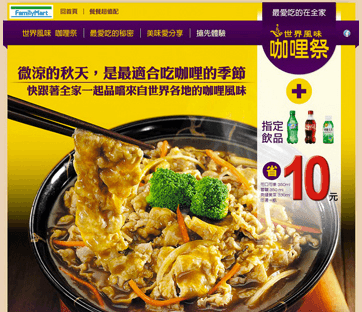 FamilyMart
回首頁 | 餐餐超值配
最愛吃的在全家
世界風味 咖哩祭 | 最愛吃的秘密 | 美味愛分享 | 搶先體驗
世界風味
咖哩祭
微涼的秋天，是最適合吃咖哩的季節
快跟著全家一起品嚐來自世界各地的咖哩風味
+
指定
飲品
省10元